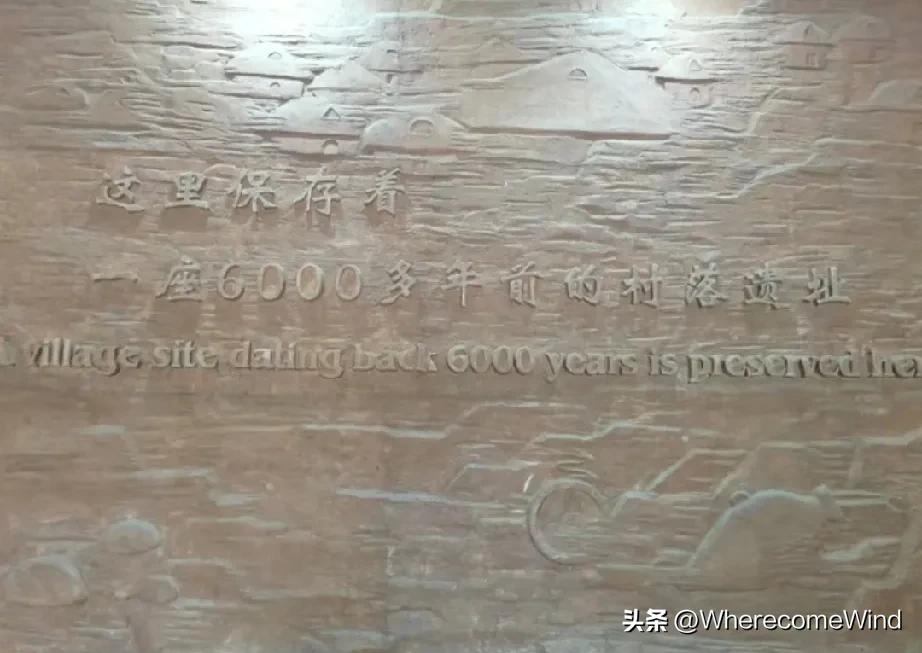 这里保存着
一座6000多年前的村落遗址
village site dating back 6000 years is preserved
头条 @WherecomeWind